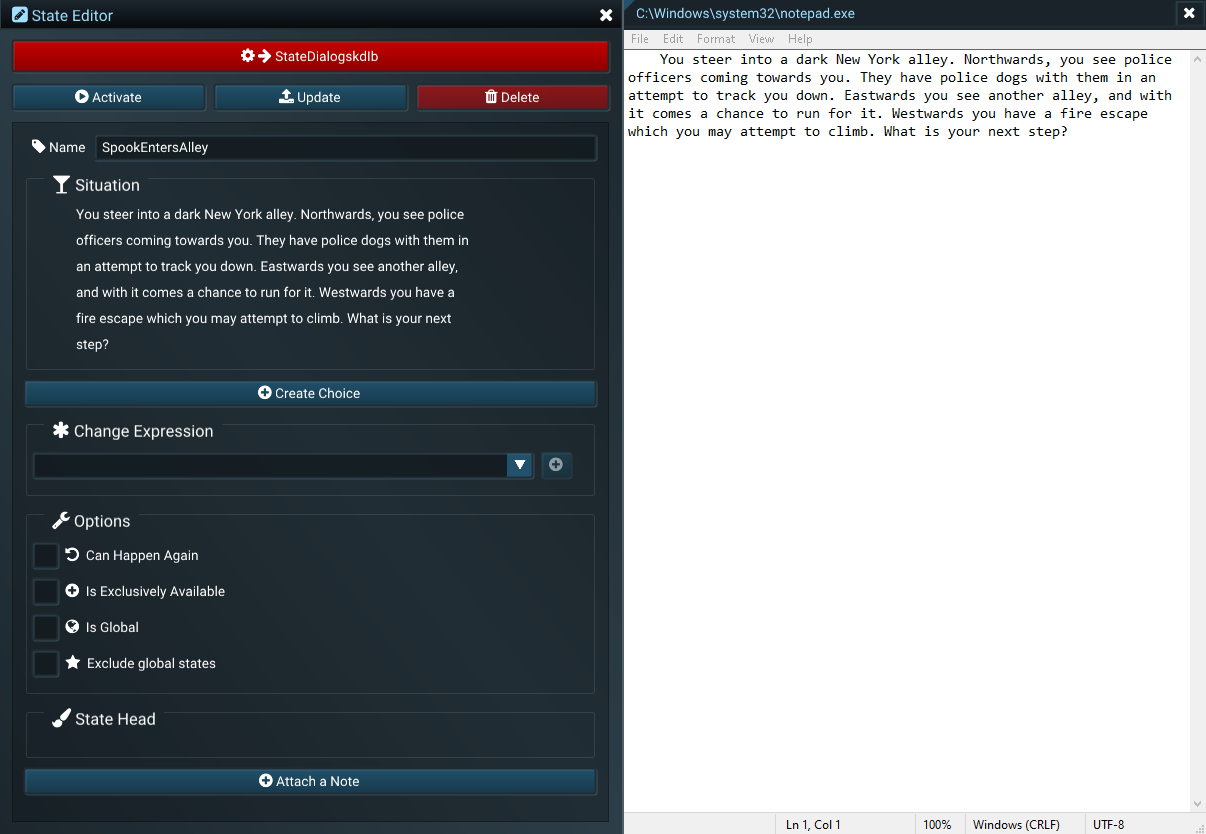 State Editor
StateDialogskdlb
Activate
Update
Delete
Name
SpookEntersAlley
Situation
You steer into a dark New York alley. Northwards, you see police
officers coming towards you. They have police dogs with them in
an attempt to track you down. Eastwards you see another alley,
and with it comes a chance to run for it. Westwards you have a
fire escape which you may attempt to climb. What is your next
step?
Create Choice
Change Expression
Options
Can Happen Again
Is Exclusively Available
Is Global
Exclude global states
State Head
Attach a Note
C:\Windows\system32\notepad.exe
File Edit Format View Help
You steer into a dark New York alley. Northwards, you see police
officers coming towards you. They have police dogs with them in an
attempt to track you down. Eastwards you see another alley, and with
it comes a chance to run for it. Westwards you have a fire escape
which you may attempt to climb. What is your next step?
Ln 1, Col 1
100%
Windows (CRLF)
UTF-8